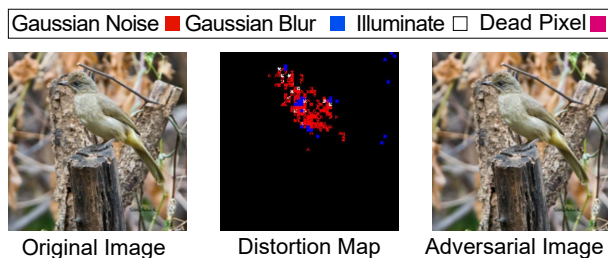 Gaussian Noise Gaussian Blur Illuminate Dead Pixel
Original Image Distortion Map Adversarial Image